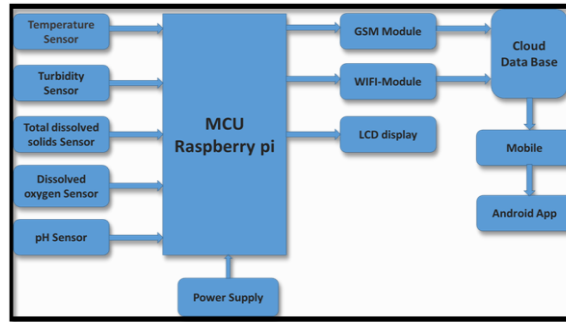 Temperature
Sensor
Turbidity
Sensor
Total dissolved
solids Sensor
Dissolved
oxygen Sensor
pH Sensor
MCU
Raspberry pi
Power Supply
GSM Module
WIFI-Module
LCD display
Cloud
Data Base
Mobile
Android App